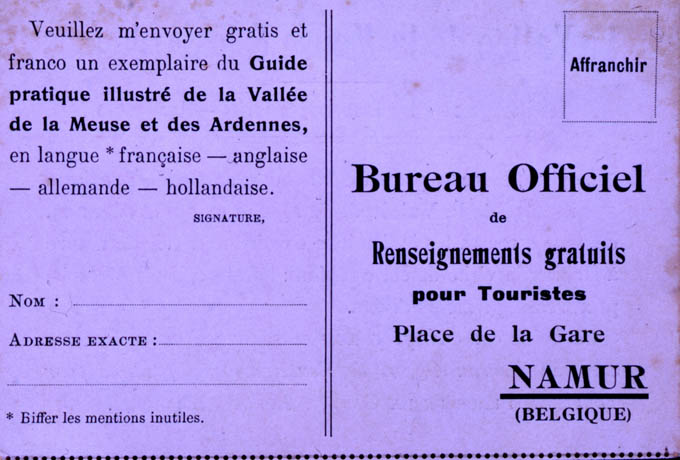 Veuillez m'envoyer gratis et
franco un exemplaire du Guide
pratique illustré de la Vallée
de la Meuse et des Ardennes,
en langue * française — anglaise
— allemande — hollandaise.
SIGNATURE,
NOM :
ADRESSE EXACTE :
* Biffer les mentions inutiles.
Affranchir
Bureau Officiel
de
Renseignements gratuits
pour Touristes
Place de la Gare
NAMUR
(BELGIQUE)